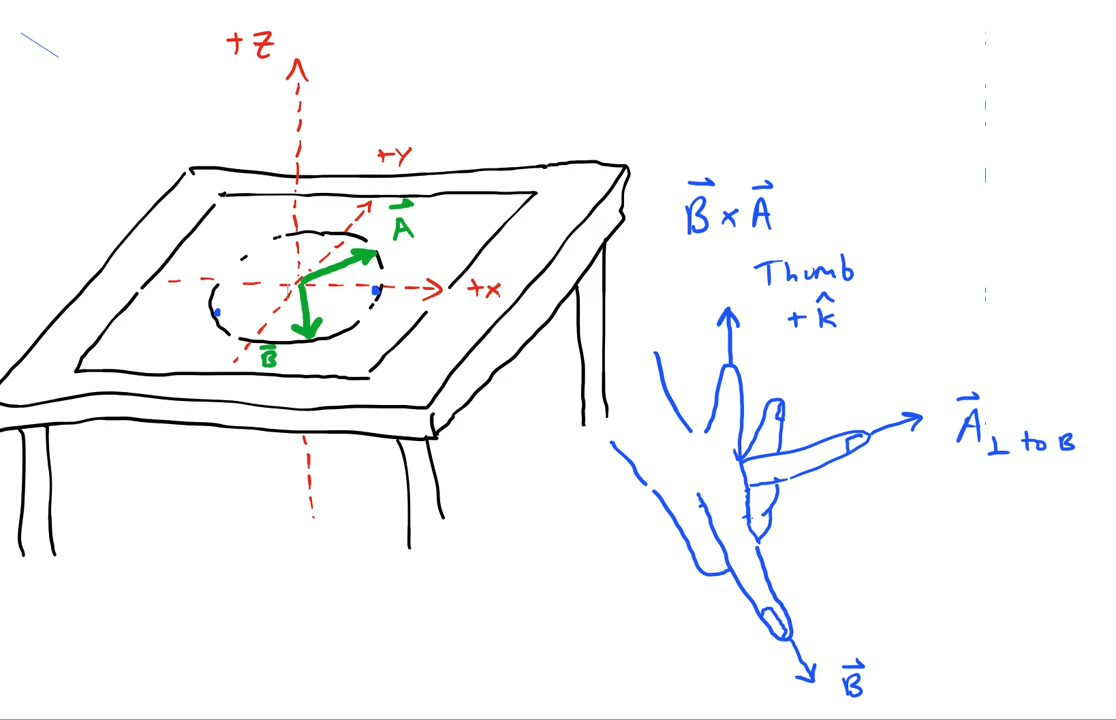 +Z
+Y
A⃗
+X
B⃗
B⃗ × A⃗
Thumb
+ k̂
A⃗⊥ to B
B⃗